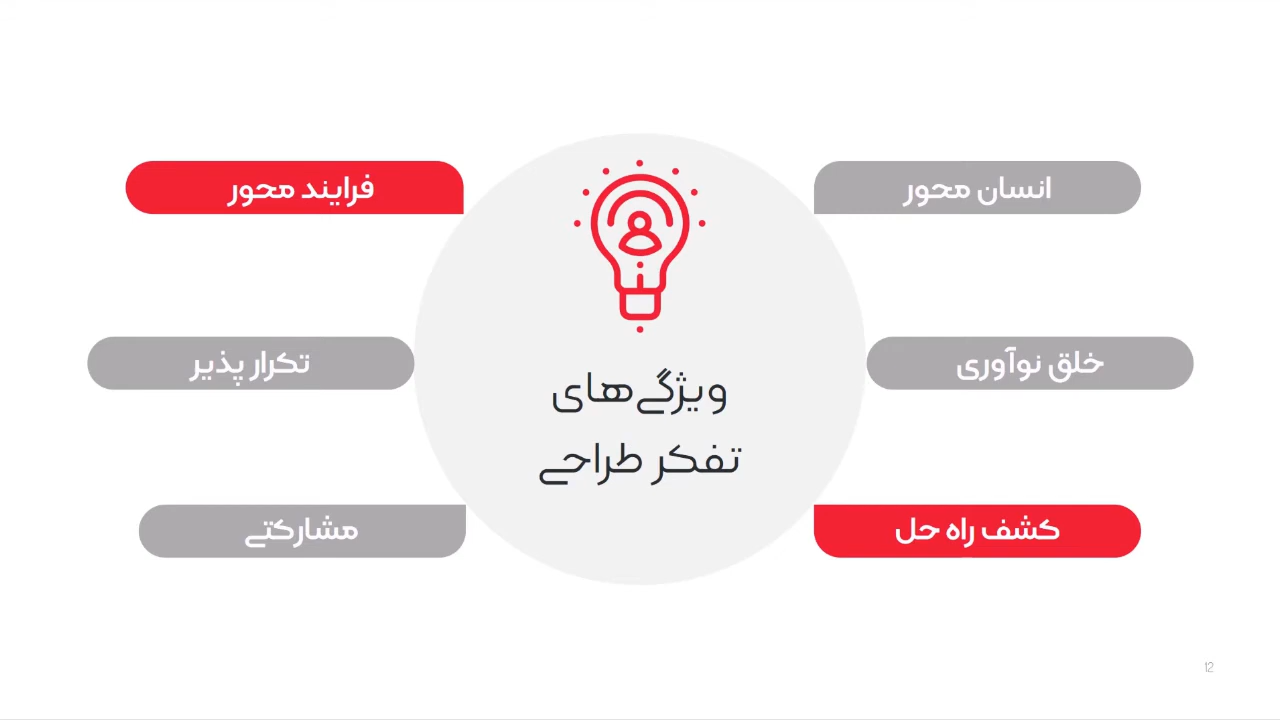 ویژگی‌های
تفکر طراحی
انسان محور
خلق نوآوری
کشف راه حل
فرایند محور
تکرار پذیر
مشارکتی
12